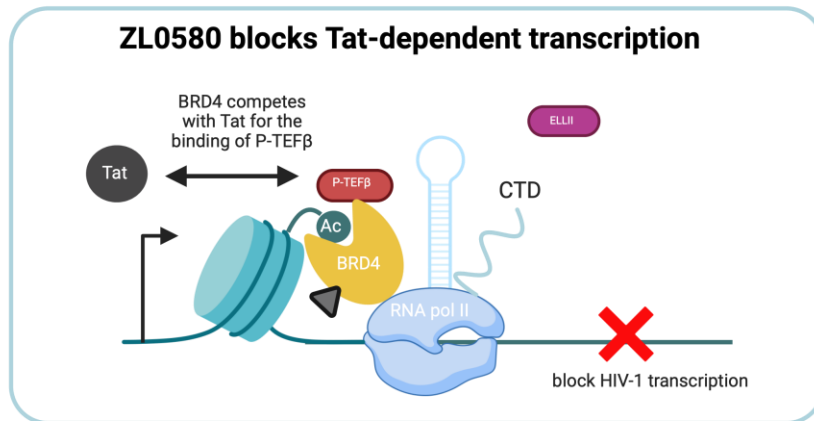 ZL0580 blocks Tat-dependent transcription
BRD4 competes
with Tat for the
binding of P-TEFβ
ELLII
Tat
P-TEFβ
CTD
Ac
BRD4
RNA pol II
block HIV-1 transcription